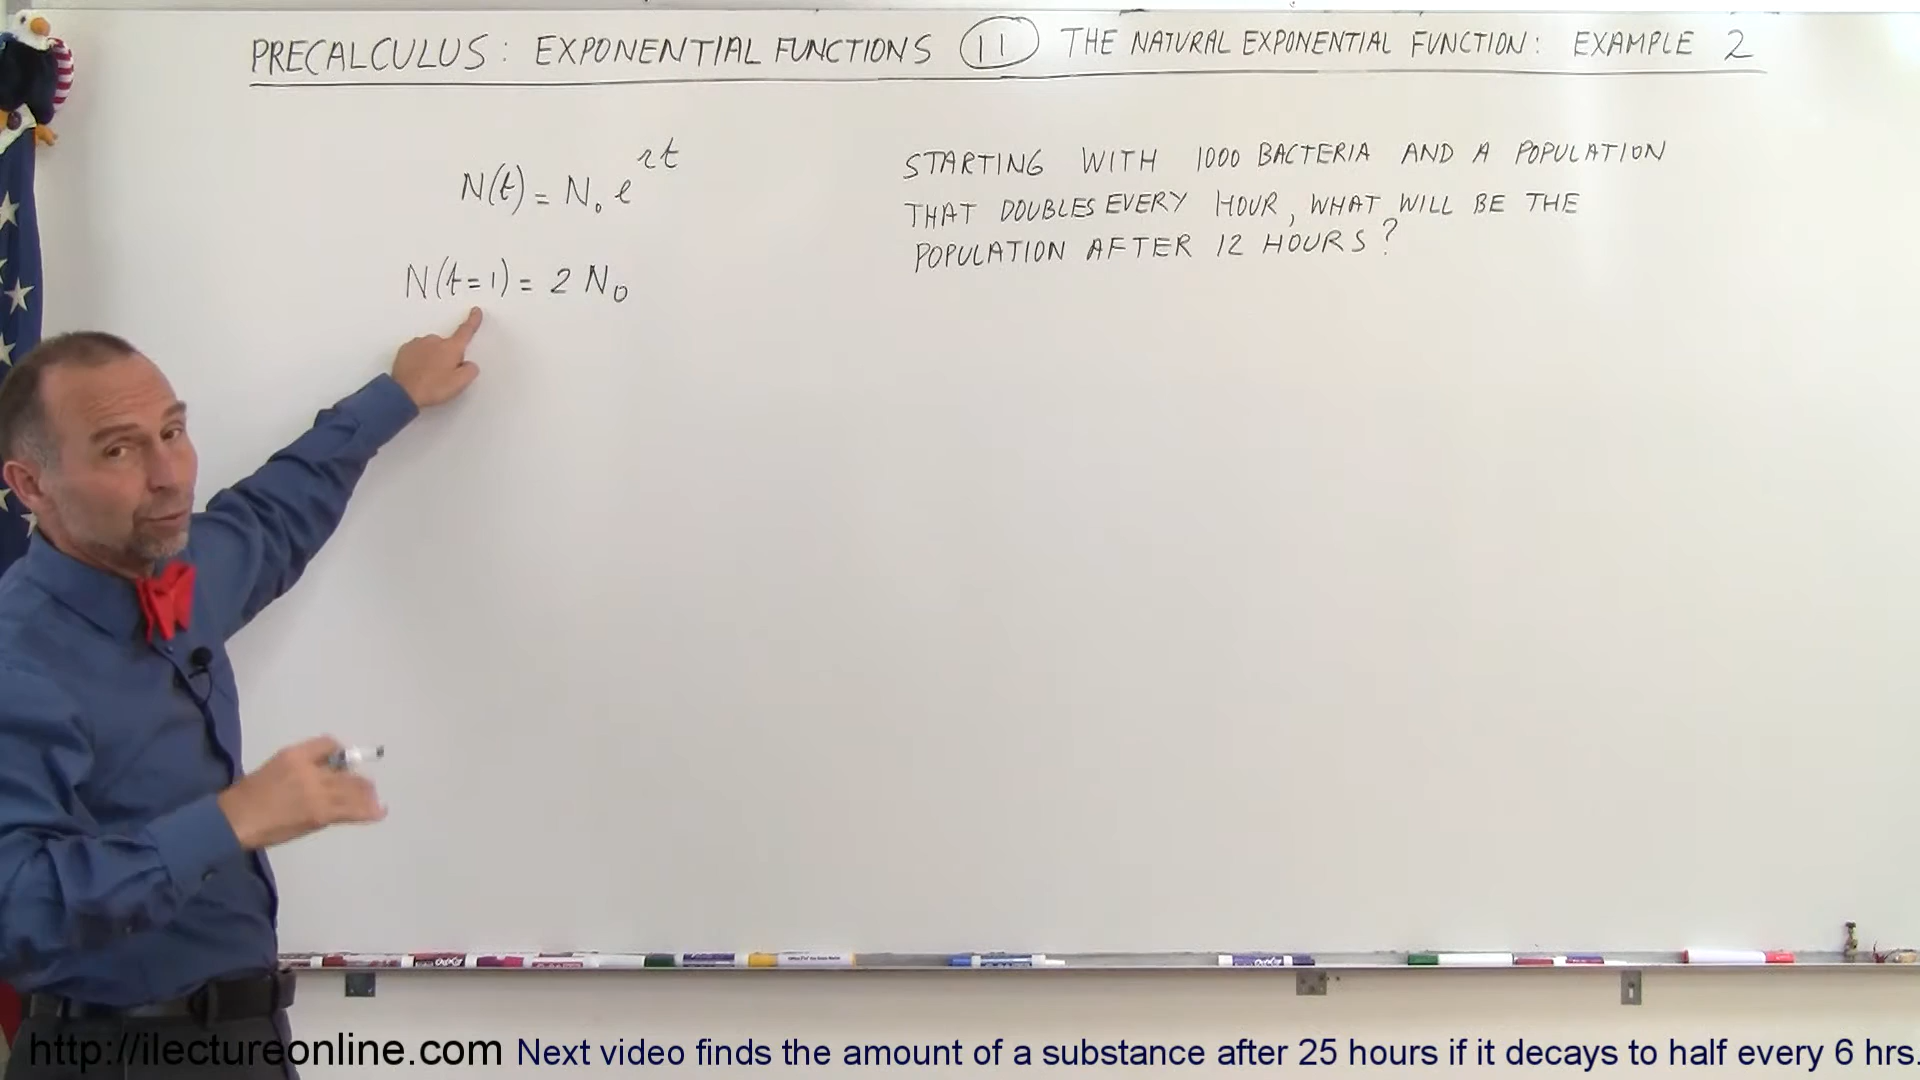 PRECALCULUS: EXPONENTIAL FUNCTIONS 11 THE NATURAL EXPONENTIAL FUNCTION: EXAMPLE 2
N(t) = N₀ e^rt
N(t=1) = 2 N₀
STARTING WITH 1000 BACTERIA AND A POPULATION
THAT DOUBLES EVERY HOUR, WHAT WILL BE THE
POPULATION AFTER 12 HOURS?
http://ilectureonline.com Next video finds the amount of a substance after 25 hours if it decays to half every 6 hrs.